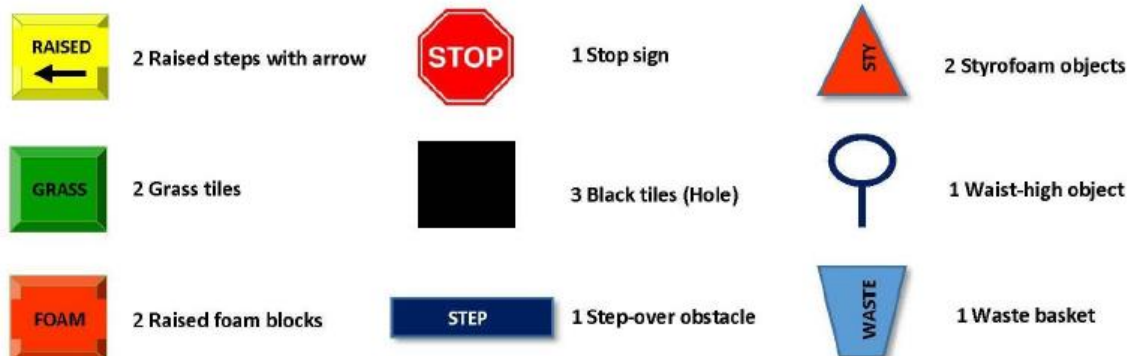 RAISED
2 Raised steps with arrow
STOP
1 Stop sign
STY
2 Styrofoam objects
GRASS
2 Grass tiles
3 Black tiles (Hole)
1 Waist-high object
FOAM
2 Raised foam blocks
STEP
1 Step-over obstacle
WASTE
1 Waste basket